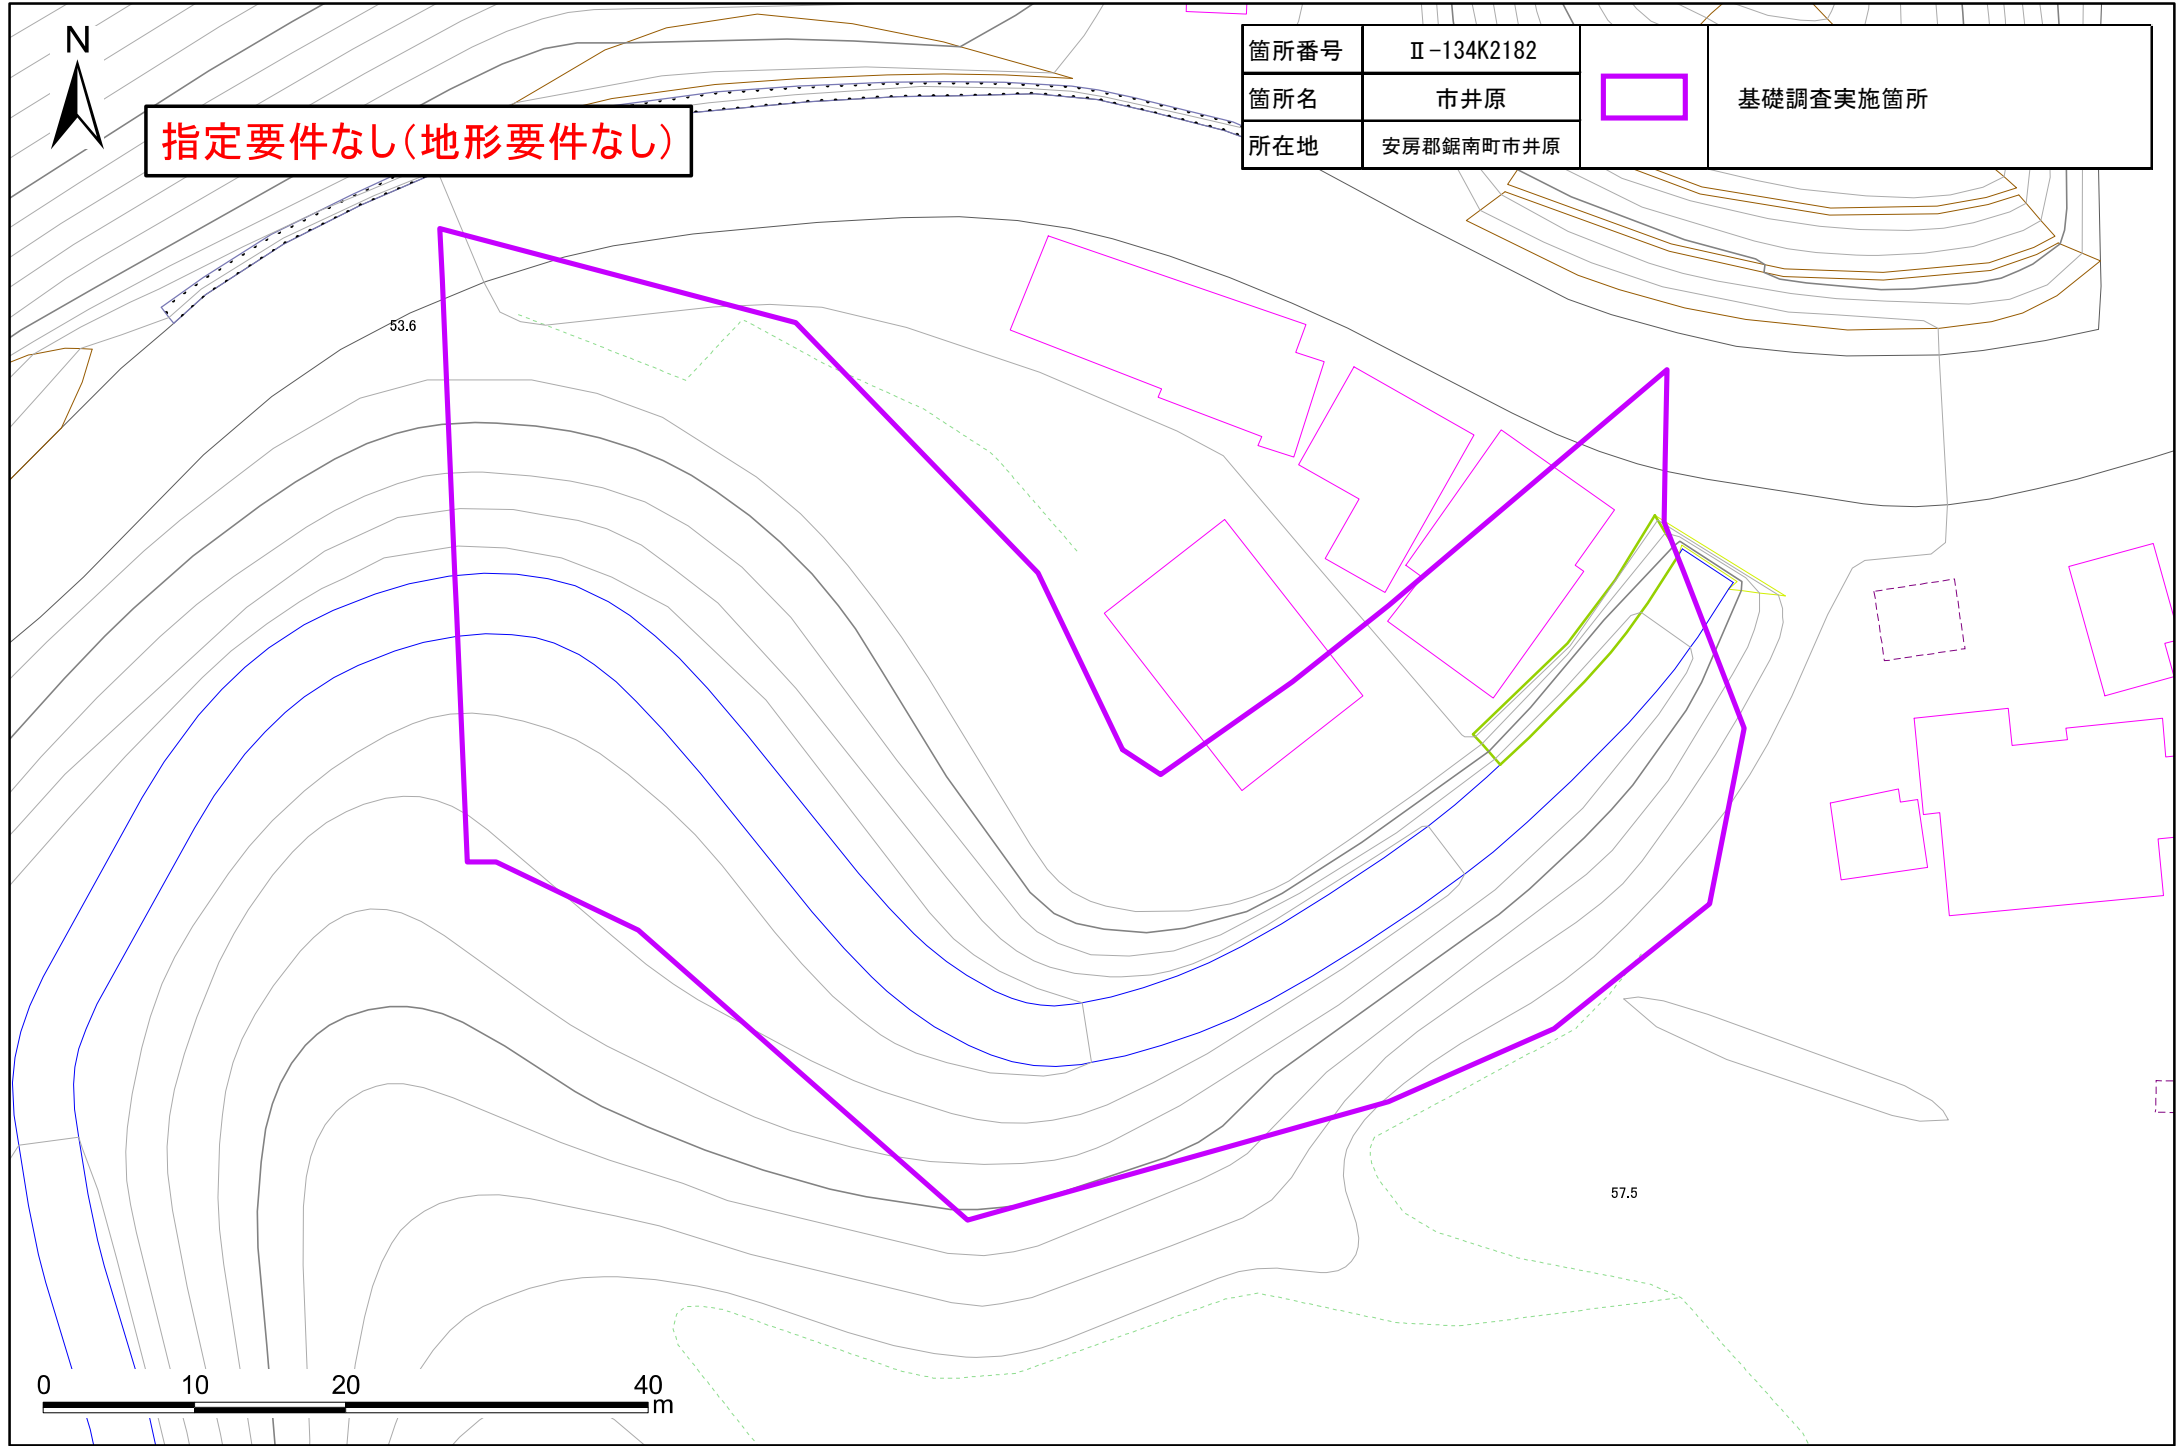 N
指定要件なし(地形要件なし)
箇所番号 Ⅱ-134K2182
箇所名 市井原
所在地 安房郡鋸南町市井原
基礎調査実施箇所
53.6
57.5
0 10 20 40
m